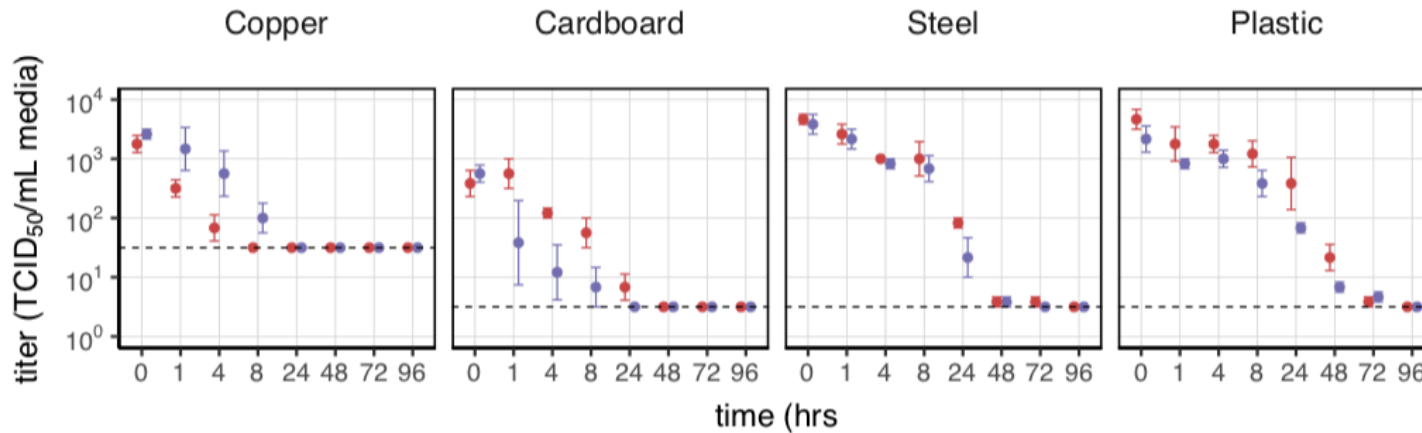 Copper Cardboard Steel Plastic
titer (TCID50/mL media)
10^4
10^3
10^2
10^1
10^0
0 1 4 8 24 48 72 96 0 1 4 8 24 48 72 96 0 1 4 8 24 48 72 96 0 1 4 8 24 48 72 96
time (hrs